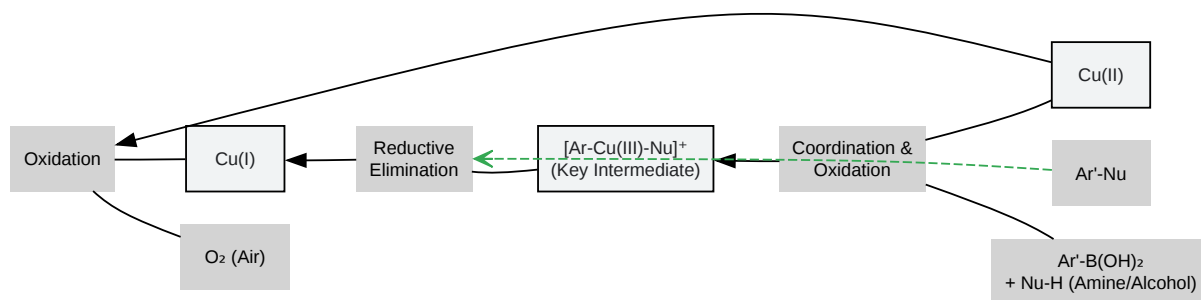 Cu(II)
Oxidation
Cu(I)
Reductive
Elimination
[Ar-Cu(III)-Nu]⁺
(Key Intermediate)
Coordination &
Oxidation
Ar'-Nu
O₂ (Air)
Ar'-B(OH)₂
+ Nu-H (Amine/Alcohol)